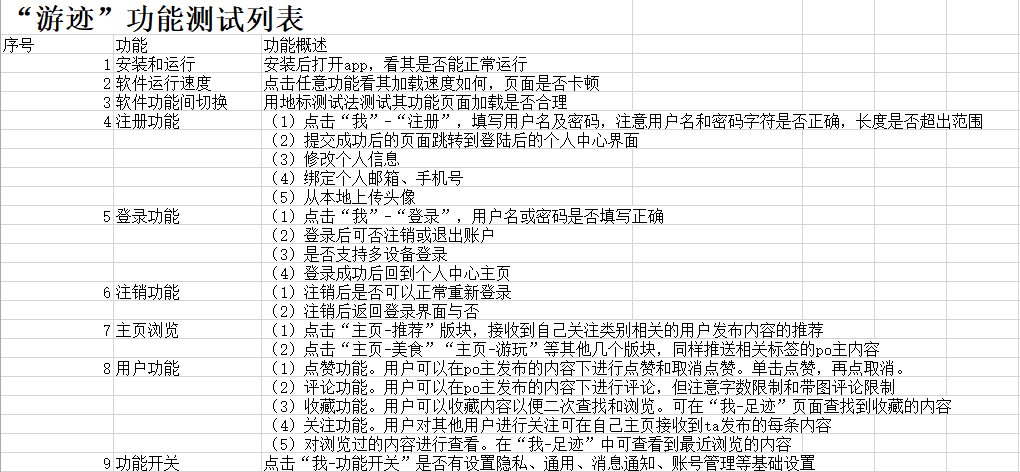 “游迹”功能测试列表
序号 功能 功能概述
1 安装和运行 安装后打开app，看其是否能正常运行
2 软件运行速度 点击任意功能看其加载速度如何，页面是否卡顿
3 软件功能间切换 用地标测试法测试其功能页面加载是否合理
4 注册功能 （1）点击“我”-“注册”，填写用户名及密码，注意用户名和密码字符是否正确，长度是否超出范围
（2）提交成功后的页面跳转到登陆后的个人中心界面
（3）修改个人信息
（4）绑定个人邮箱、手机号
（5）从本地上传头像
5 登录功能 （1）点击“我”-“登录”，用户名或密码是否填写正确
（2）登录后可否注销或退出账户
（3）是否支持多设备登录
（4）登录成功后回到个人中心主页
6 注销功能 （1）注销后是否可以正常重新登录
（2）注销后返回登录界面与否
7 主页浏览 （1）点击“主页-推荐”版块，接收到自己关注类别相关的用户发布内容的推荐
（2）点击“主页-美食”“主页-游玩”等其他几个版块，同样推送相关标签的po主内容
8 用户功能 （1）点赞功能。用户可以在po主发布的内容下进行点赞和取消点赞。单击点赞，再点取消。
（2）评论功能。用户可以在po主发布的内容下进行评论，但注意字数限制和带图评论限制
（3）收藏功能。用户可以收藏内容以便二次查找和浏览。可在“我-足迹”页面查找到收藏的内容
（4）关注功能。用户对其他用户进行关注可在自己主页接收到ta发布的每条内容
（5）对浏览过的内容进行查看。在“我-足迹”中可查看到最近浏览的内容
9 功能开关 点击“我-功能开关”是否有设置隐私、通用、消息通知、账号管理等基础设置